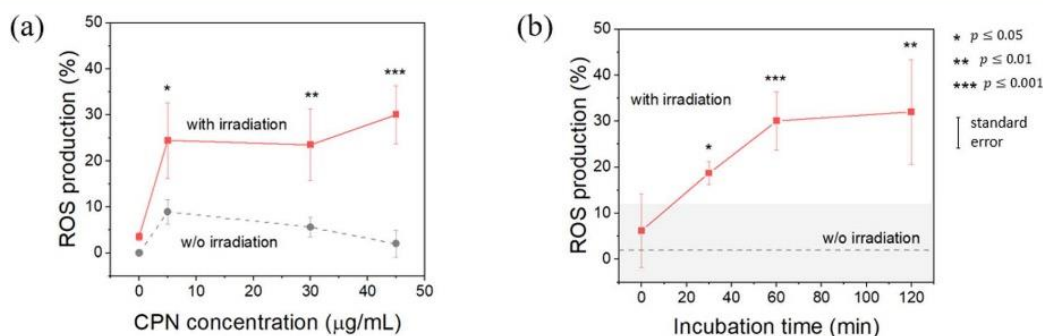 (a)
50
40
30
20
10
0
ROS production (%)
*
**
***
with irradiation
w/o irradiation
0 10 20 30 40 50
CPN concentration (μg/mL)
(b)
50
40
30
20
10
0
ROS production (%)
with irradiation
*
***
**
w/o irradiation
0 20 40 60 80 100 120
Incubation time (min)
* p ≤ 0.05
** p ≤ 0.01
*** p ≤ 0.001
standard
error